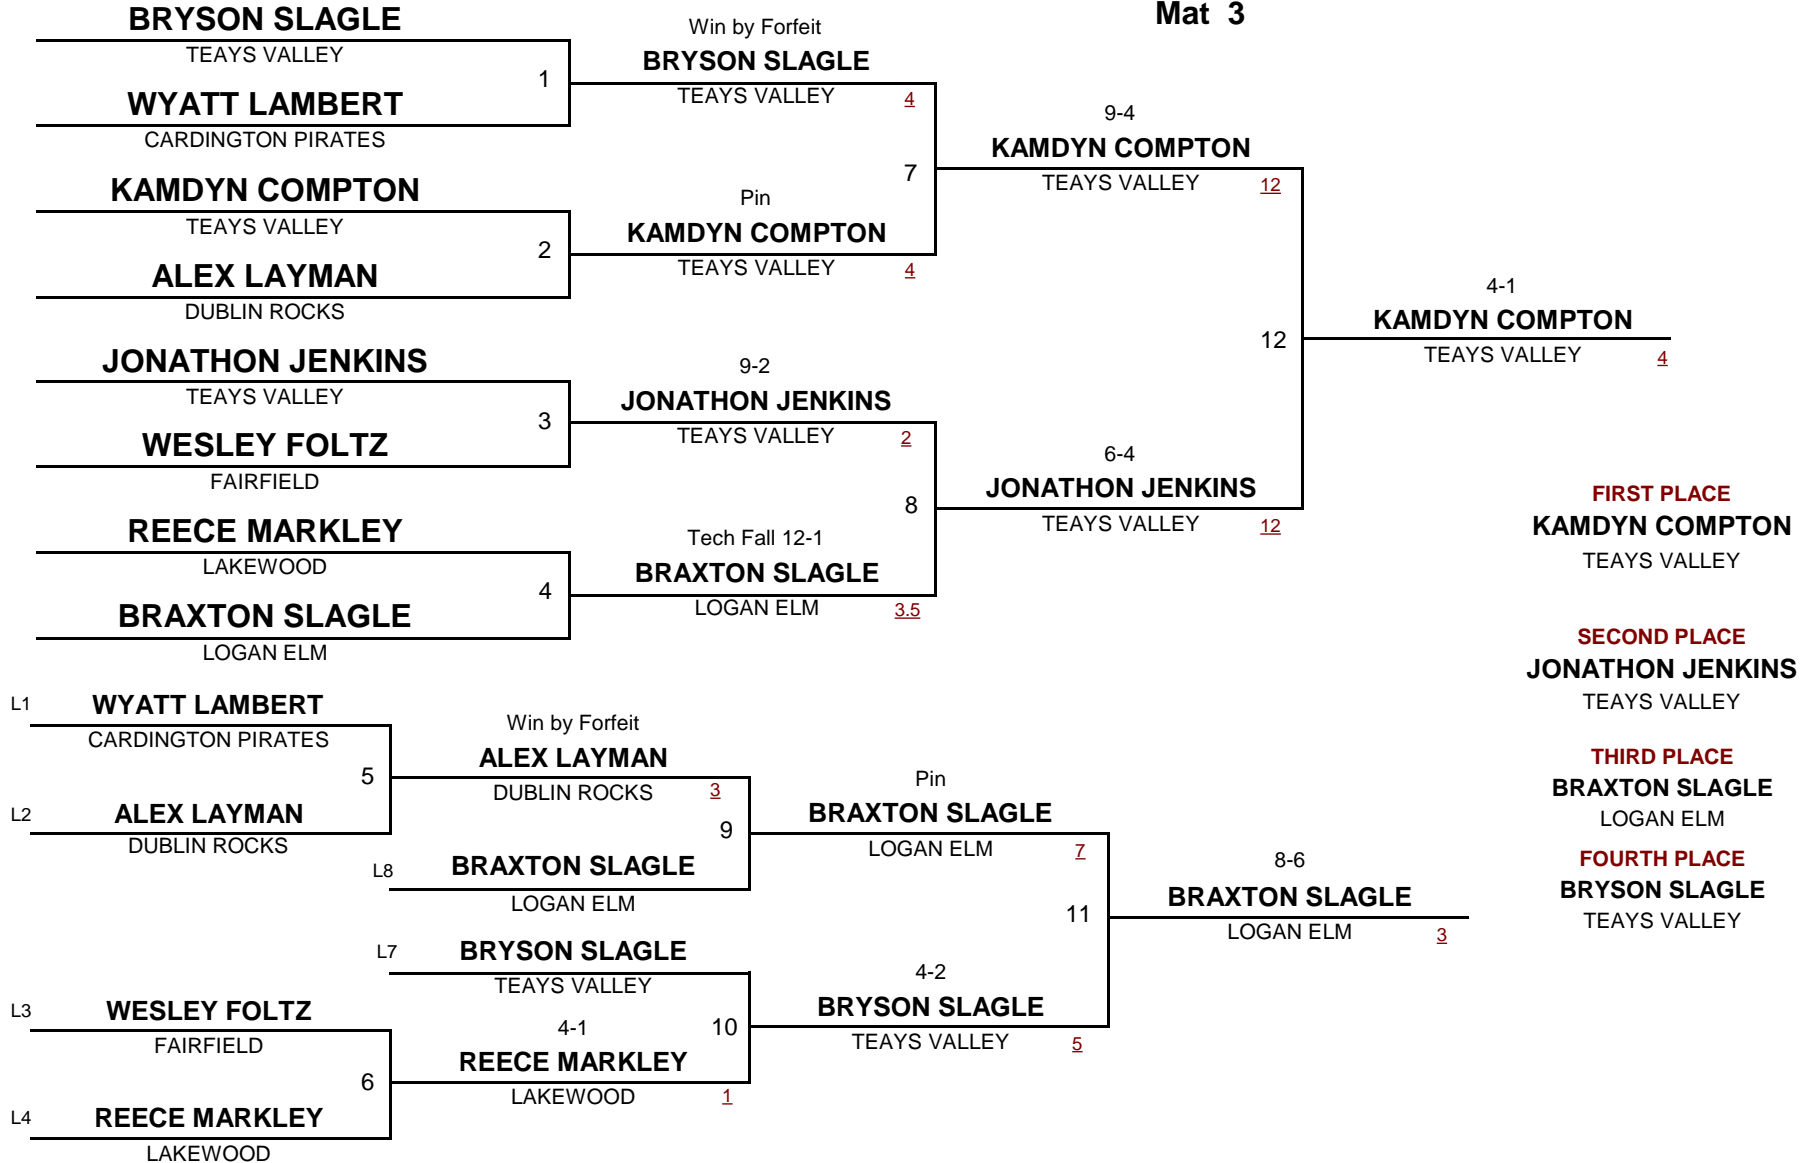 Mat 3
BRYSON SLAGLE
TEAYS VALLEY
1
WYATT LAMBERT
CARDINGTON PIRATES
KAMDYN COMPTON
TEAYS VALLEY
2
ALEX LAYMAN
DUBLIN ROCKS
JONATHON JENKINS
TEAYS VALLEY
3
WESLEY FOLTZ
FAIRFIELD
REECE MARKLEY
LAKEWOOD
4
BRAXTON SLAGLE
LOGAN ELM
Win by Forfeit
BRYSON SLAGLE
TEAYS VALLEY 4
7
Pin
KAMDYN COMPTON
TEAYS VALLEY 4
9-2
JONATHON JENKINS
TEAYS VALLEY 2
8
Tech Fall 12-1
BRAXTON SLAGLE
LOGAN ELM 3.5
9-4
KAMDYN COMPTON
TEAYS VALLEY 12
12
6-4
JONATHON JENKINS
TEAYS VALLEY 12
4-1
KAMDYN COMPTON
TEAYS VALLEY 4
L1 WYATT LAMBERT
CARDINGTON PIRATES
5
L2 ALEX LAYMAN
DUBLIN ROCKS
Win by Forfeit
ALEX LAYMAN
DUBLIN ROCKS 3
9
L8 BRAXTON SLAGLE
LOGAN ELM
L7 BRYSON SLAGLE
TEAYS VALLEY
L3 WESLEY FOLTZ
FAIRFIELD
6
L4 REECE MARKLEY
LAKEWOOD
4-1
10
REECE MARKLEY
LAKEWOOD 1
Pin
BRAXTON SLAGLE
LOGAN ELM 7
11
4-2
BRYSON SLAGLE
TEAYS VALLEY 5
8-6
BRAXTON SLAGLE
LOGAN ELM 3
FIRST PLACE
KAMDYN COMPTON
TEAYS VALLEY
SECOND PLACE
JONATHON JENKINS
TEAYS VALLEY
THIRD PLACE
BRAXTON SLAGLE
LOGAN ELM
FOURTH PLACE
BRYSON SLAGLE
TEAYS VALLEY